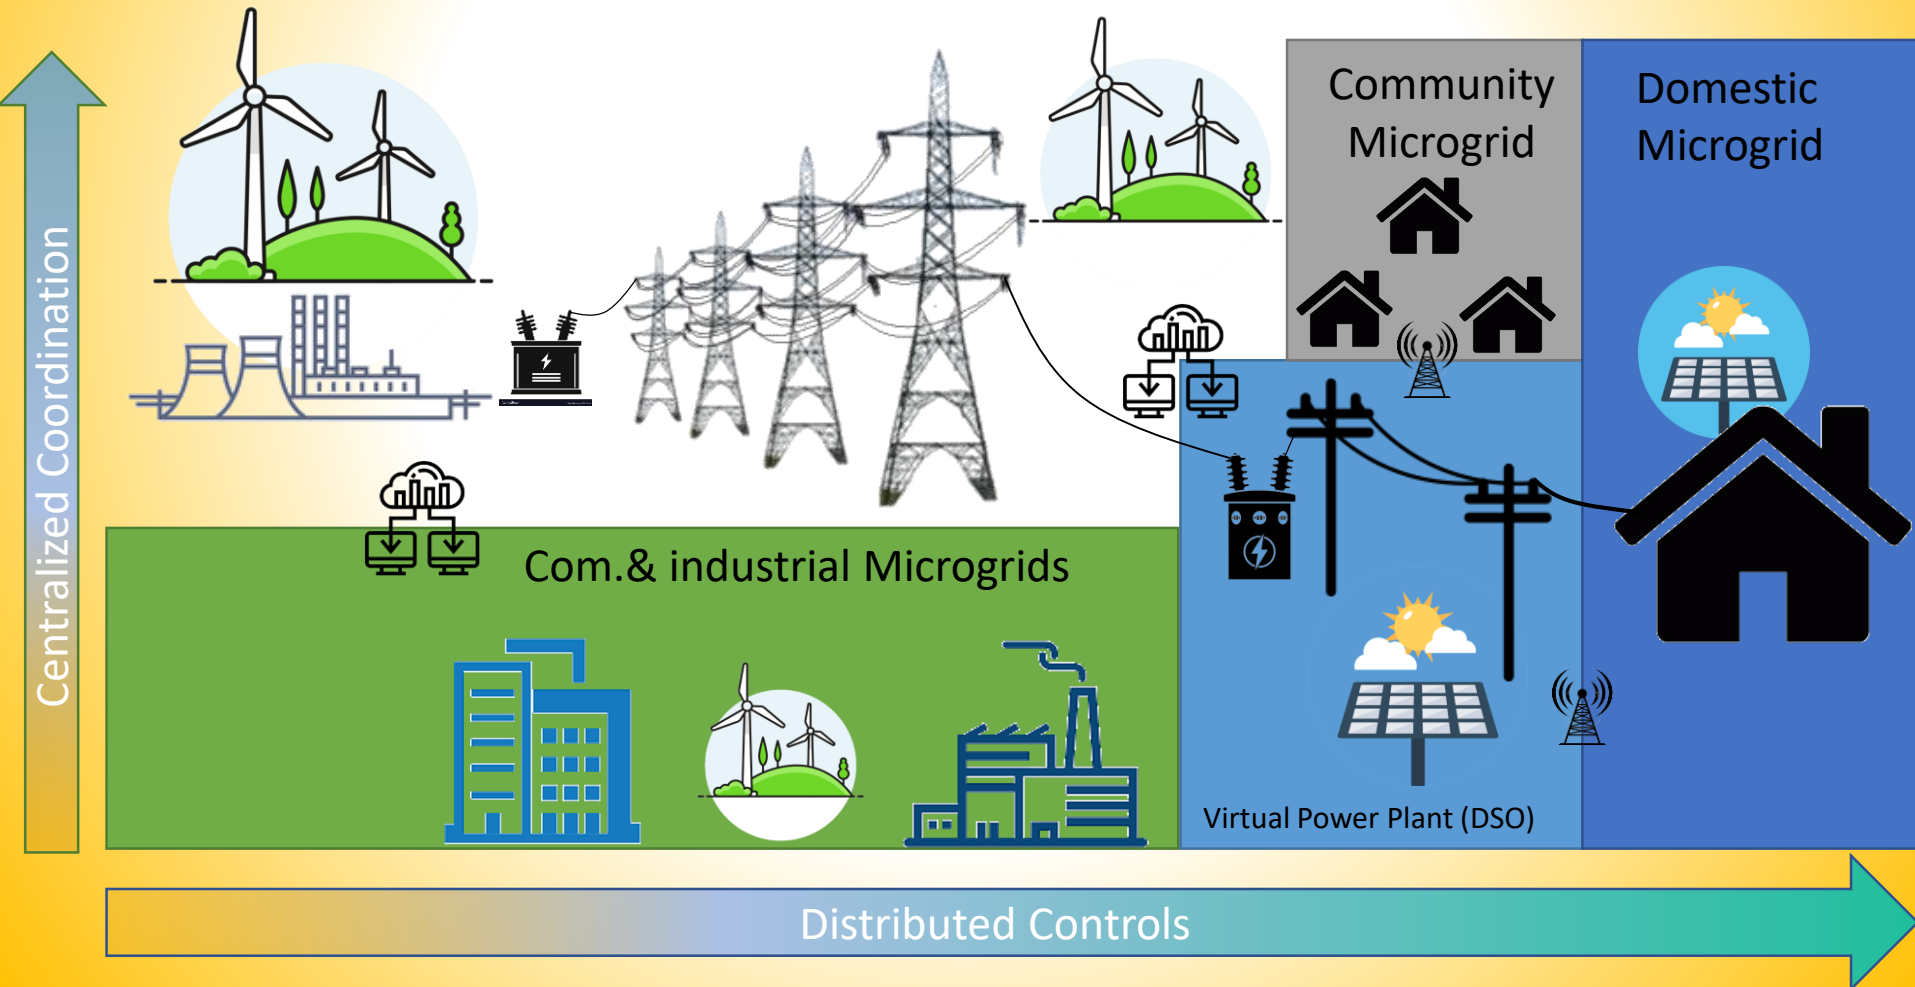 Community
Microgrid
Domestic
Microgrid
Centralized Coordination
Com.& industrial Microgrids
Virtual Power Plant (DSO)
Distributed Controls